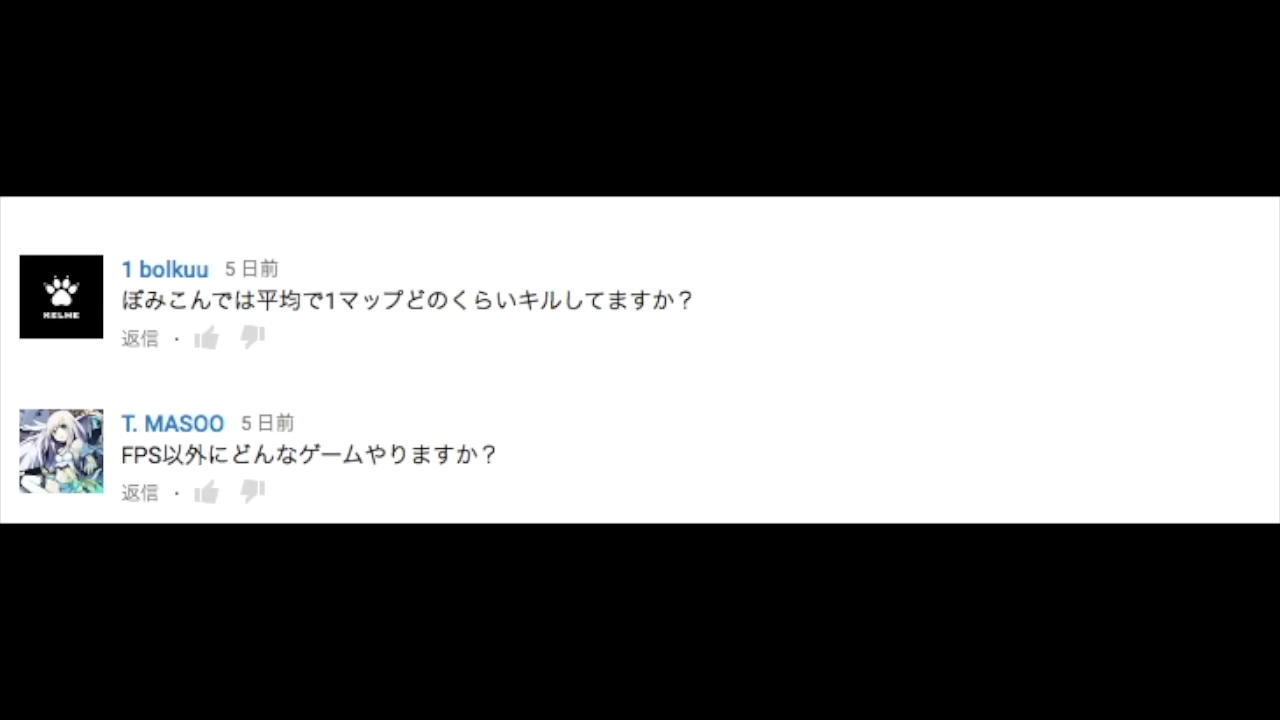 1 bolkuu 5 日前
ぽみこんでは平均で1マップどのくらいキルしてますか？
返信 ・
KELME
T. MASOO 5 日前
FPS以外にどんなゲームやりますか？
返信 ・